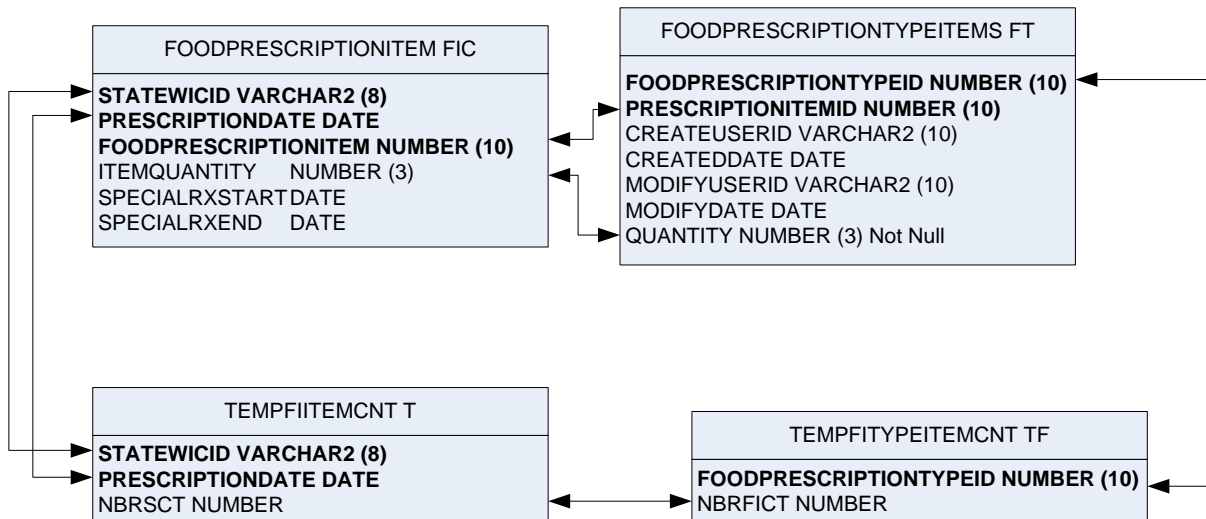 FOODPRESCRIPTIONITEM FIC
STATEWICID VARCHAR2 (8)
PRESCRIPTIONDATE DATE
FOODPRESCRIPTIONITEM NUMBER (10)
ITEMQUANTITY NUMBER (3)
SPECIALRXSTART DATE
SPECIALRXEND DATE
FOODPRESCRIPTIONTYPEITEMS FT
FOODPRESCRIPTIONTYPEID NUMBER (10)
PRESCRIPTIONITEMID NUMBER (10)
CREATEUSERID VARCHAR2 (10)
CREATEDDATE DATE
MODIFYUSERID VARCHAR2 (10)
MODIFYDATE DATE
QUANTITY NUMBER (3) Not Null
TEMPFIITEMCNT T
STATEWICID VARCHAR2 (8)
PRESCRIPTIONDATE DATE
NBRSCT NUMBER
TEMPFITYPEITEMCNT TF
FOODPRESCRIPTIONTYPEID NUMBER (10)
NBRFICT NUMBER